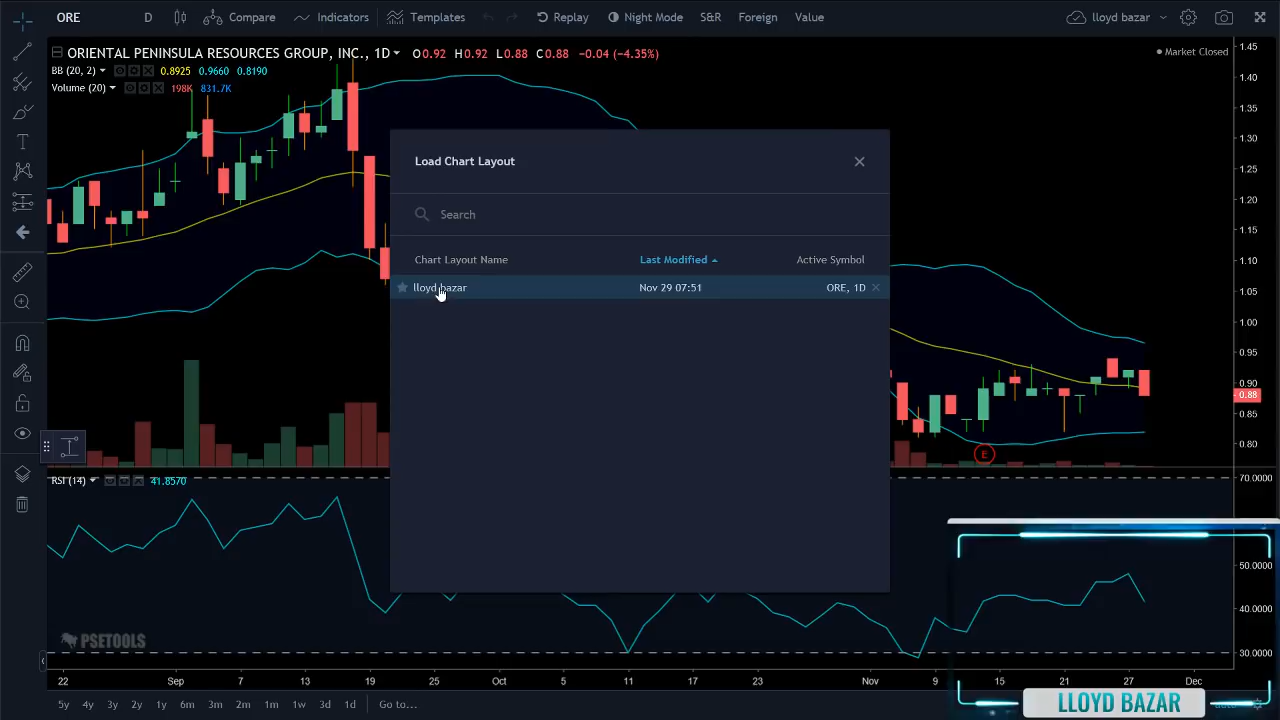 ORE D Compare Indicators Templates Replay Night Mode S&R Foreign Value lloyd bazar
ORIENTAL PENINSULA RESOURCES GROUP, INC., 1D O0.92 H0.92 L0.88 C0.88 −0.04 (−4.35%)
Market Closed
BB (20, 2) 0.8925 0.9660 0.8190
Volume (20) 198K 831.7K
Load Chart Layout
Search
Chart Layout Name Last Modified Active Symbol
lloyd bazar Nov 29 07:51 ORE, 1D
1.45
1.40
1.35
1.30
1.25
1.20
1.15
1.10
1.05
1.00
0.95
0.90
0.88
0.85
0.80
E
RSI (14) 41.8570
70.0000
50.0000
40.0000
30.0000
PSETOOLS
22 Sep 7 13 19 25 Oct 5 11 17 23 Nov 9 15 21 27 Dec
5y 4y 3y 2y 1y 6m 3m 2m 1m 1w 3d 1d Go to...
LLOYD BAZAR